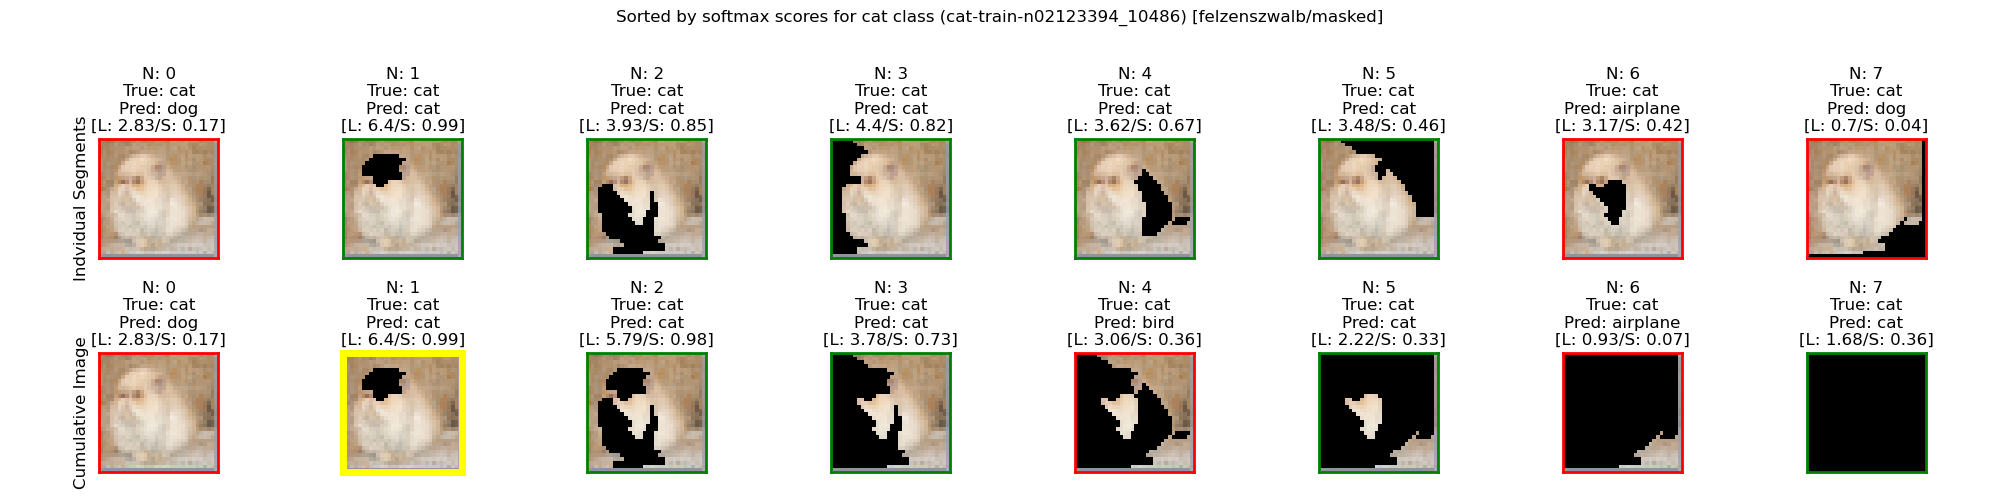 Sorted by softmax scores for cat class (cat-train-n02123394_10486) [felzenszwalb/masked]
Indvidual Segments
N: 0
True: cat
Pred: dog
[L: 2.83/S: 0.17]
N: 1
True: cat
Pred: cat
[L: 6.4/S: 0.99]
N: 2
True: cat
Pred: cat
[L: 3.93/S: 0.85]
N: 3
True: cat
Pred: cat
[L: 4.4/S: 0.82]
N: 4
True: cat
Pred: cat
[L: 3.62/S: 0.67]
N: 5
True: cat
Pred: cat
[L: 3.48/S: 0.46]
N: 6
True: cat
Pred: airplane
[L: 3.17/S: 0.42]
N: 7
True: cat
Pred: dog
[L: 0.7/S: 0.04]
Cumulative Image
N: 0
True: cat
Pred: dog
[L: 2.83/S: 0.17]
N: 1
True: cat
Pred: cat
[L: 6.4/S: 0.99]
N: 2
True: cat
Pred: cat
[L: 5.79/S: 0.98]
N: 3
True: cat
Pred: cat
[L: 3.78/S: 0.73]
N: 4
True: cat
Pred: bird
[L: 3.06/S: 0.36]
N: 5
True: cat
Pred: cat
[L: 2.22/S: 0.33]
N: 6
True: cat
Pred: airplane
[L: 0.93/S: 0.07]
N: 7
True: cat
Pred: cat
[L: 1.68/S: 0.36]